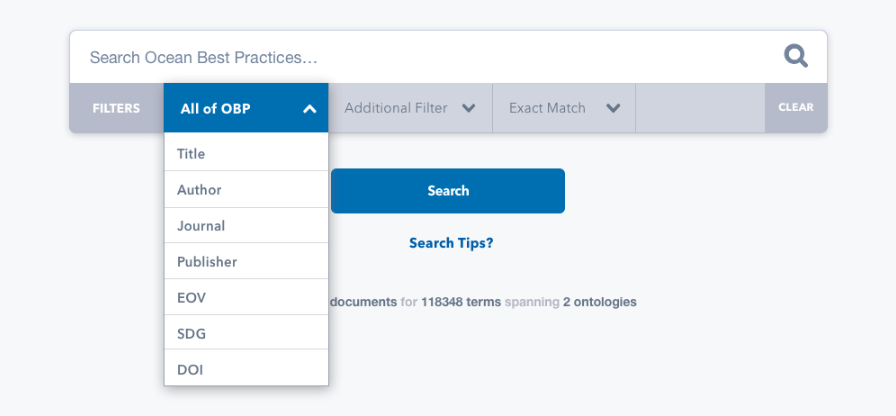 Search Ocean Best Practices...
FILTERS All of OBP Additional Filter Exact Match CLEAR
Title
Author
Journal
Publisher
EOV
SDG
DOI
Search
Search Tips?
documents for 118348 terms spanning 2 ontologies